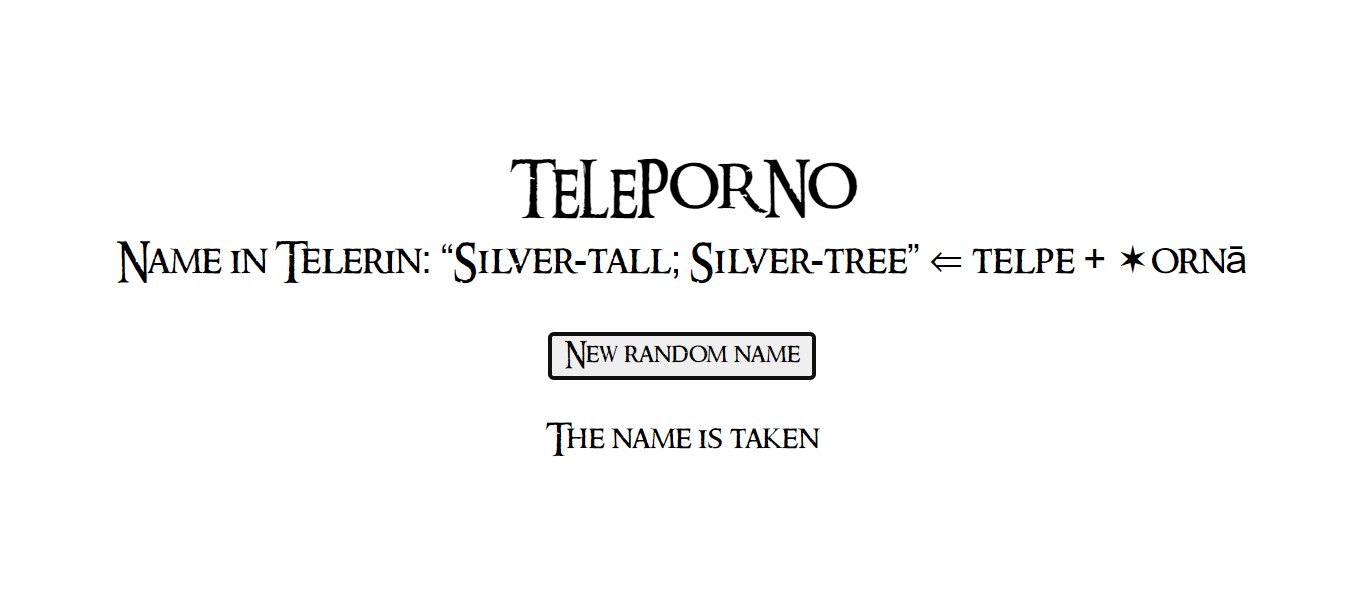 Teleporno
Name in Telerin: “Silver-tall; Silver-tree” ⇐ telpe + ✶ornā
New random name
The name is taken